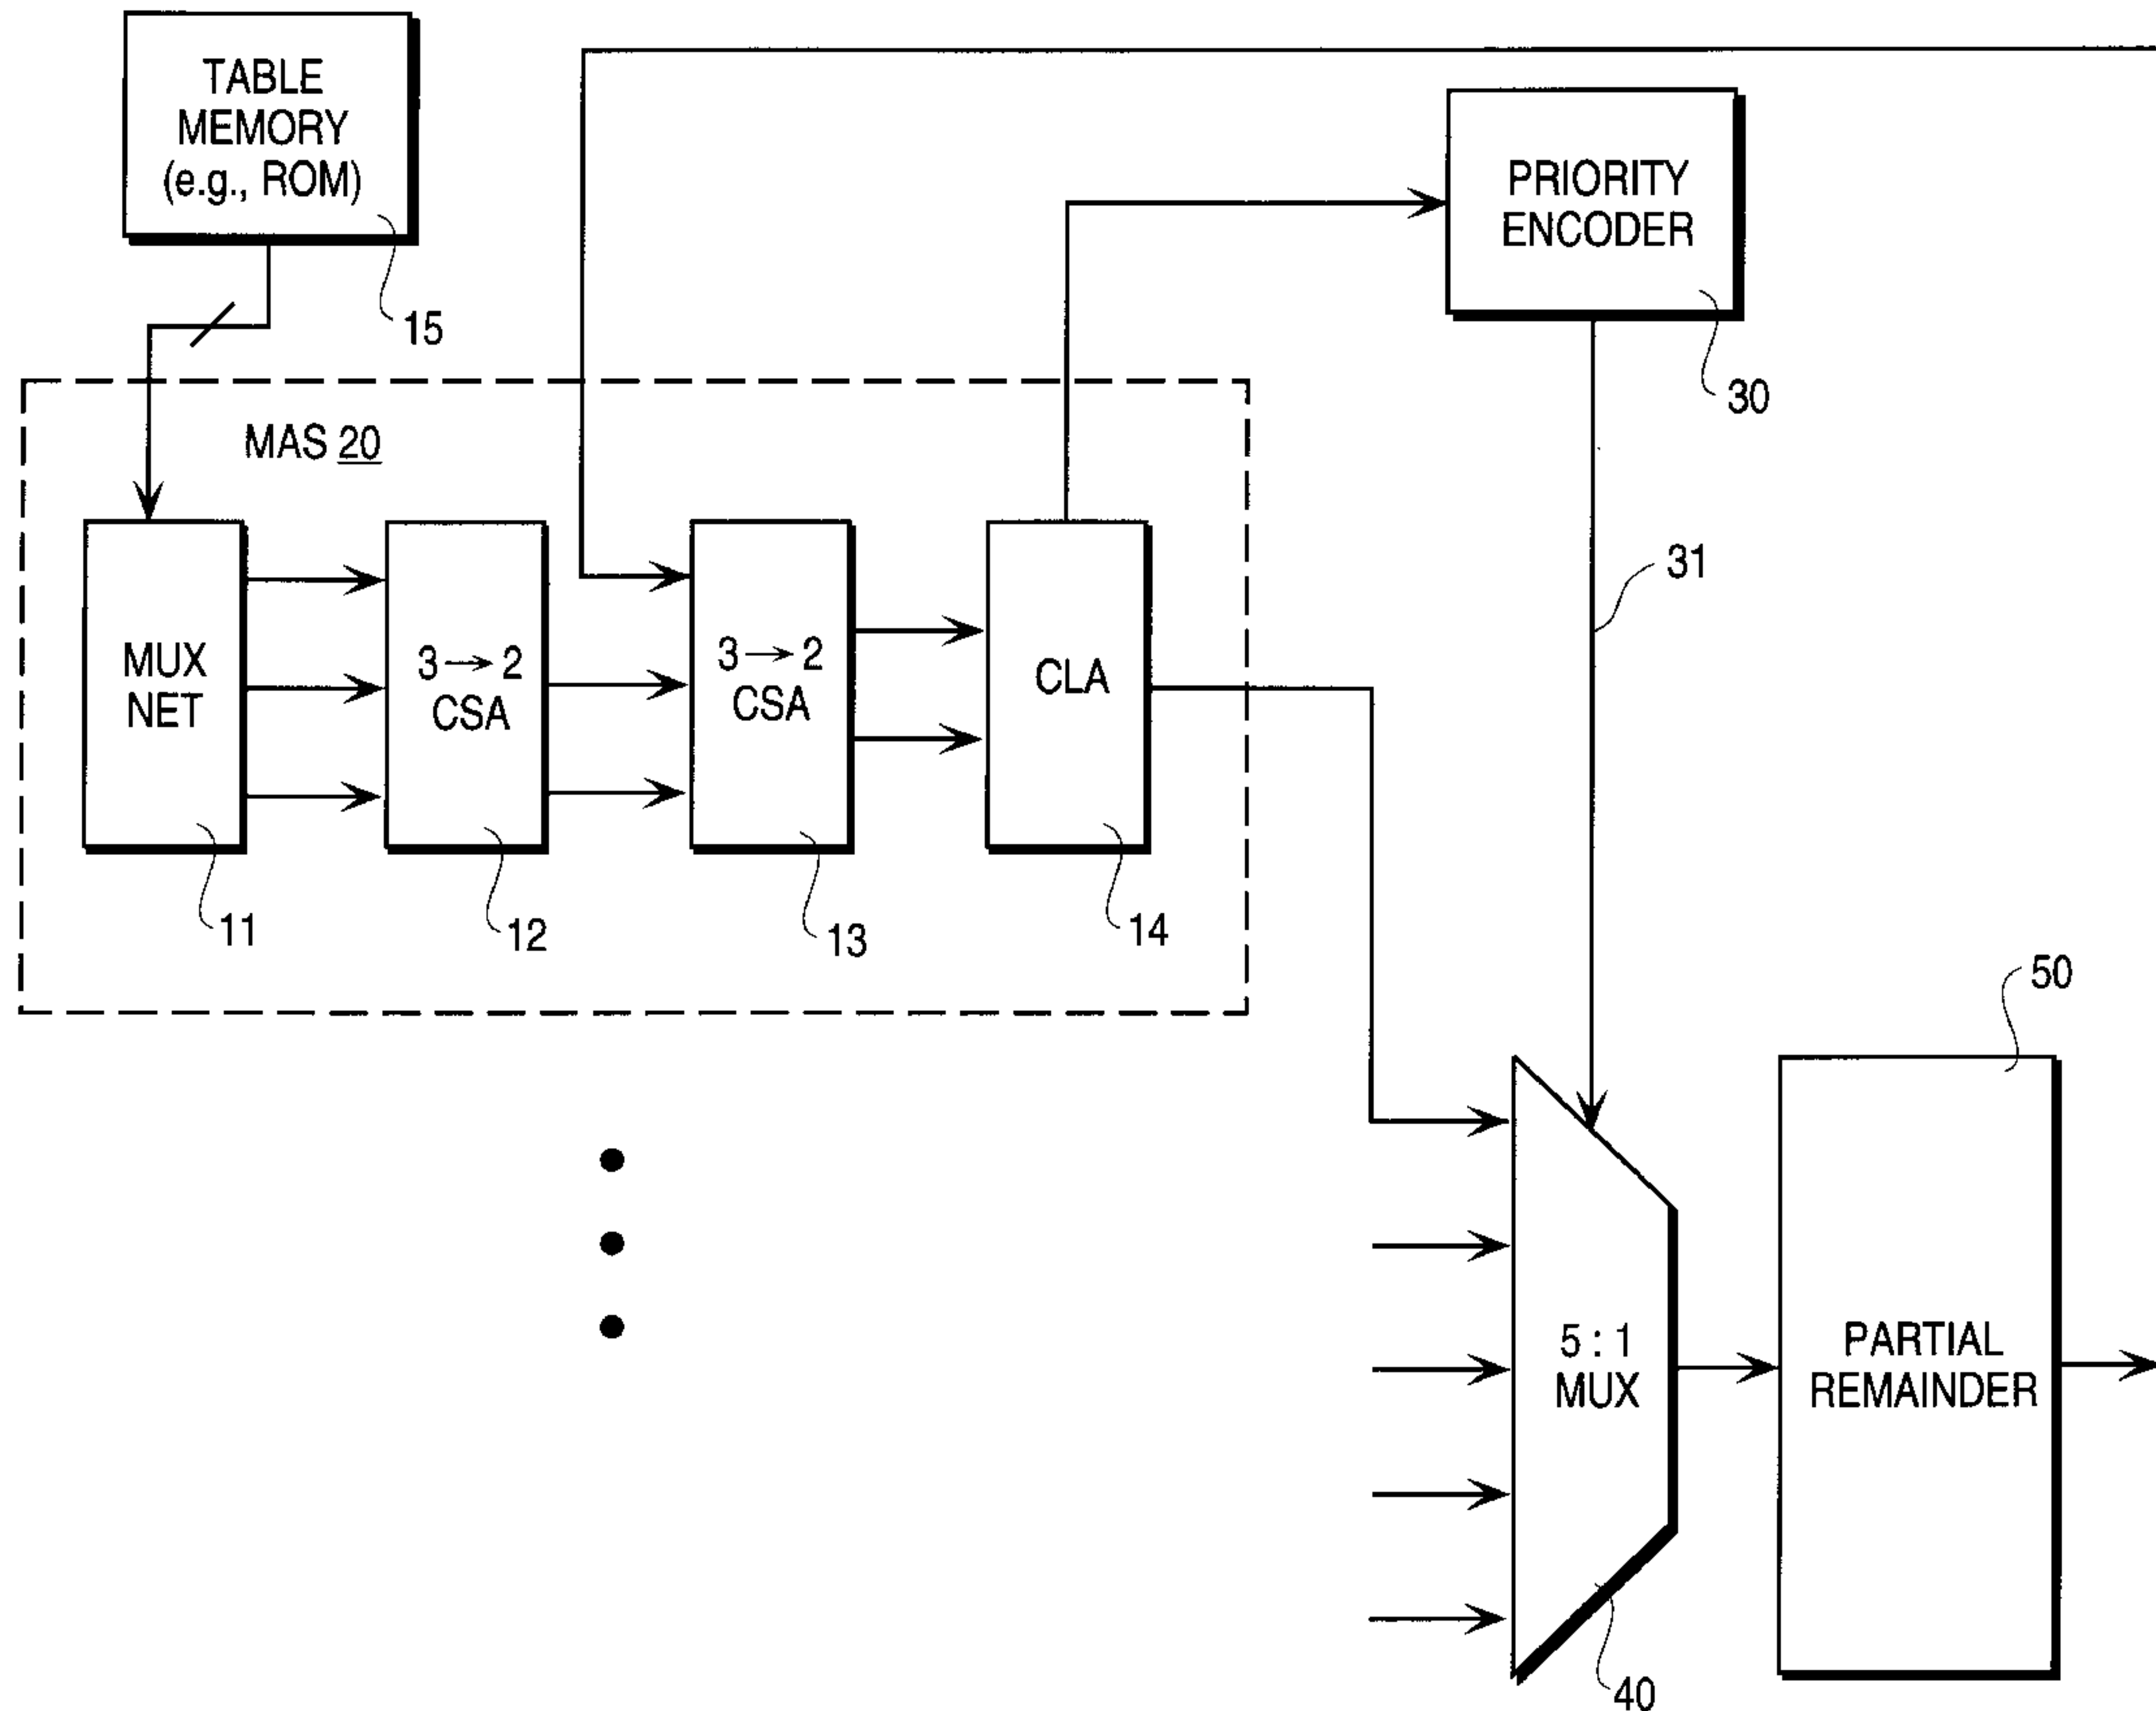 TABLE
MEMORY
(e.g., ROM)
15
PRIORITY
ENCODER
30
31
MAS 20
MUX
NET
11
3→2
CSA
12
3→2
CSA
13
CLA
14
5:1
MUX
40
PARTIAL
REMAINDER
50